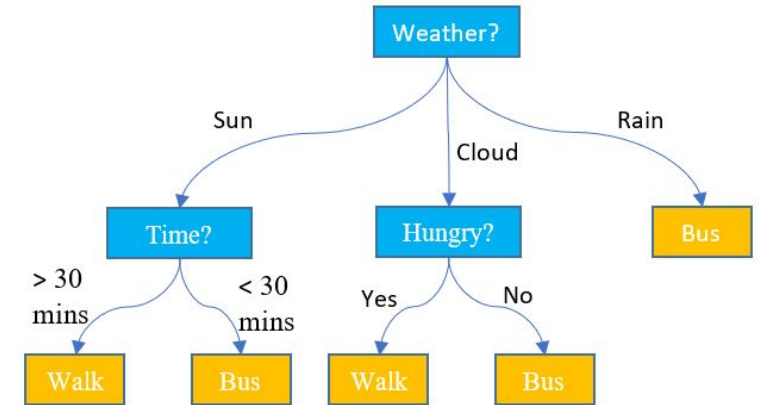 Weather?
Sun
Cloud
Rain
Time?
Hungry?
Bus
> 30
mins
< 30
mins
Yes
No
Walk
Bus
Walk
Bus